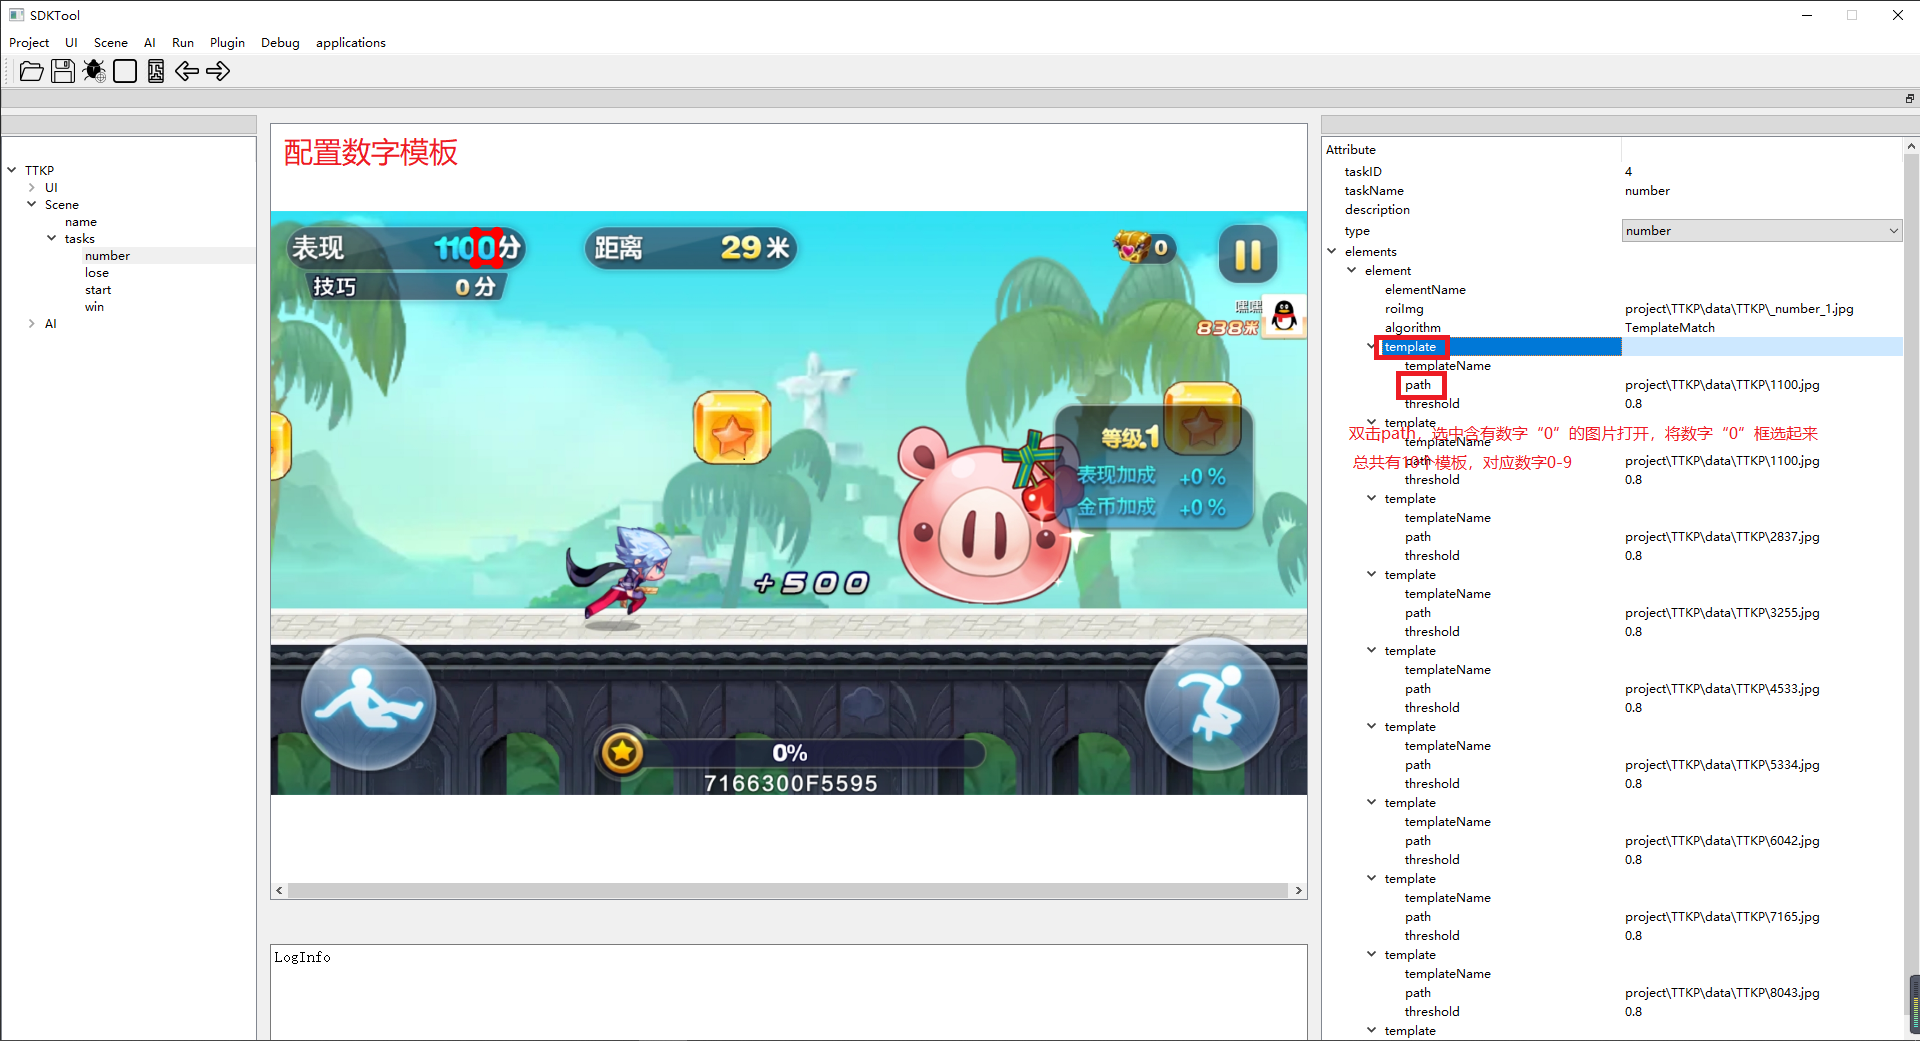 SDKTool
Project UI Scene AI Run Plugin Debug applications
TTKP
UI
Scene
name
tasks
number
lose
start
win
AI
配置数字模板
表现 1100分
技巧 0分
距离 29米
0
嘿嘿
838米
等级.1
表现加成 +0%
金币加成 +0%
+500
0%
7166300F5595
LogInfo
Attribute
taskID 4
taskName number
description
type number
elements
element
elementName
roiImg project\TTKP\data\TTKP\_number_1.jpg
algorithm TemplateMatch
template
templateName
path project\TTKP\data\TTKP\1100.jpg
threshold 0.8
template
双击path，选中含有数字“0”的图片打开，将数字“0”框选起来
templateName
总共有10个模板，对应数字0-9
path project\TTKP\data\TTKP\1100.jpg
threshold 0.8
template
templateName
path project\TTKP\data\TTKP\2837.jpg
threshold 0.8
template
templateName
path project\TTKP\data\TTKP\3255.jpg
threshold 0.8
template
templateName
path project\TTKP\data\TTKP\4533.jpg
threshold 0.8
template
templateName
path project\TTKP\data\TTKP\5334.jpg
threshold 0.8
template
templateName
path project\TTKP\data\TTKP\6042.jpg
threshold 0.8
template
templateName
path project\TTKP\data\TTKP\7165.jpg
threshold 0.8
template
templateName
path project\TTKP\data\TTKP\8043.jpg
threshold 0.8
template